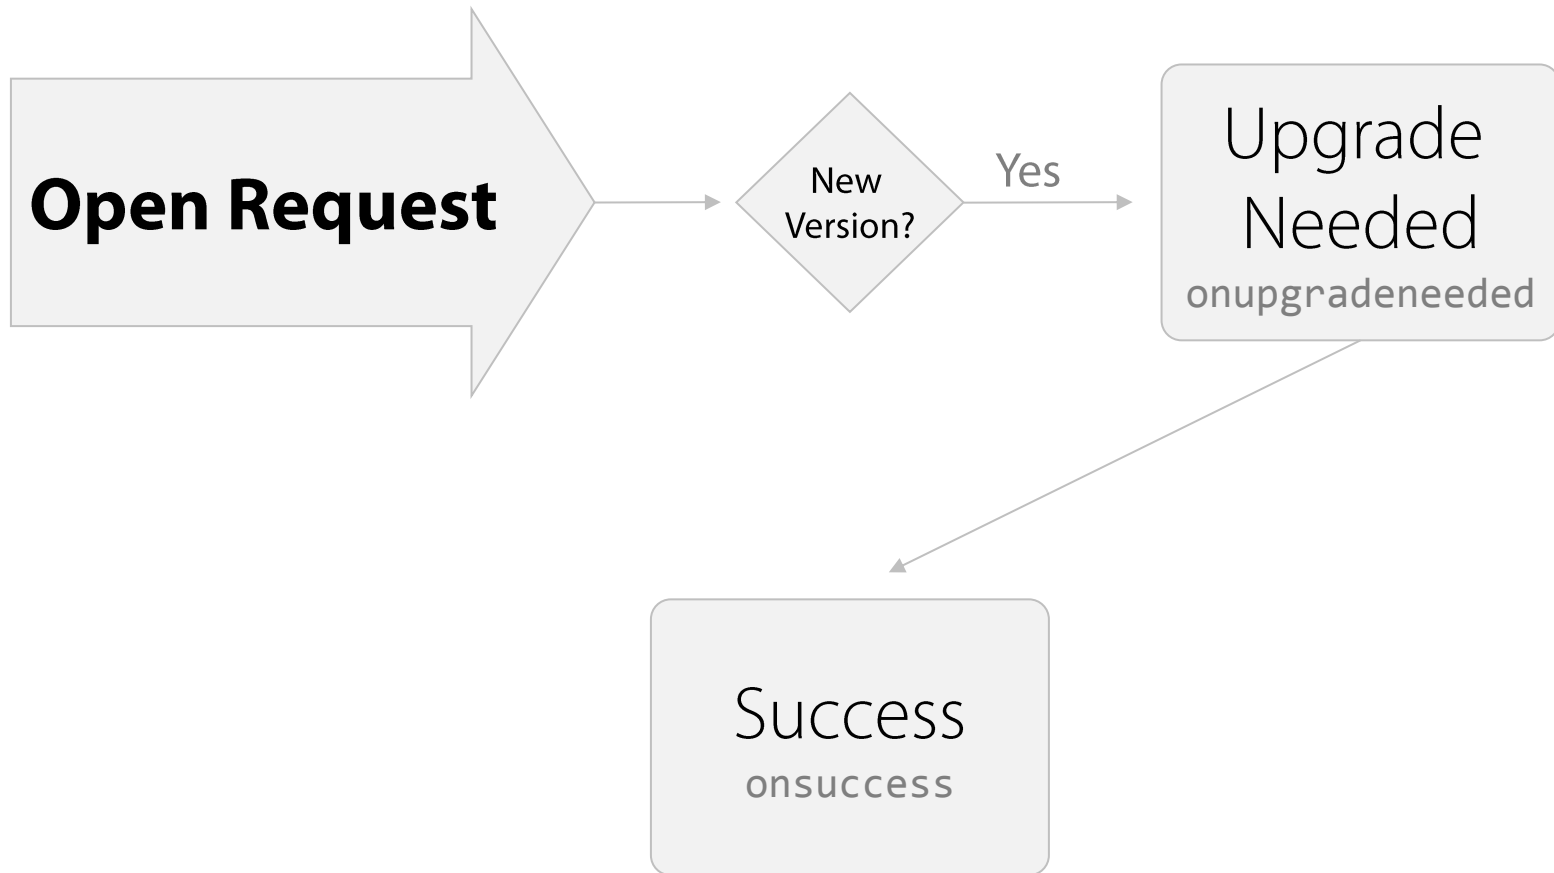 Open Request
New
Version?
Yes
Upgrade
Needed
onupgradeneeded
Success
onsuccess